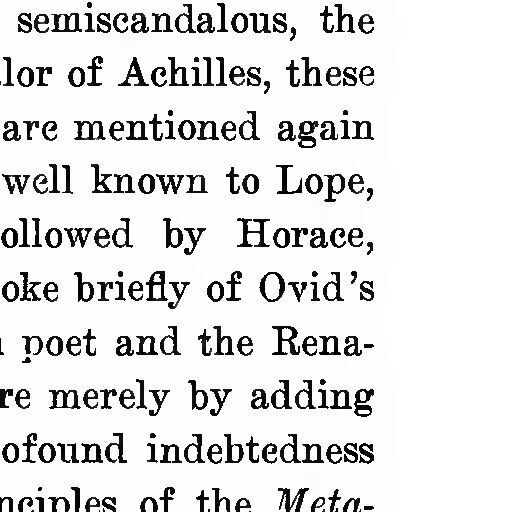 semiscandalous, the
lor of Achilles, these
are mentioned again
well known to Lope,
ollowed by Horace,
oke briefly of Ovid's
poet and the Rena-
re merely by adding
ofound indebtedness
nciples of the Meta-